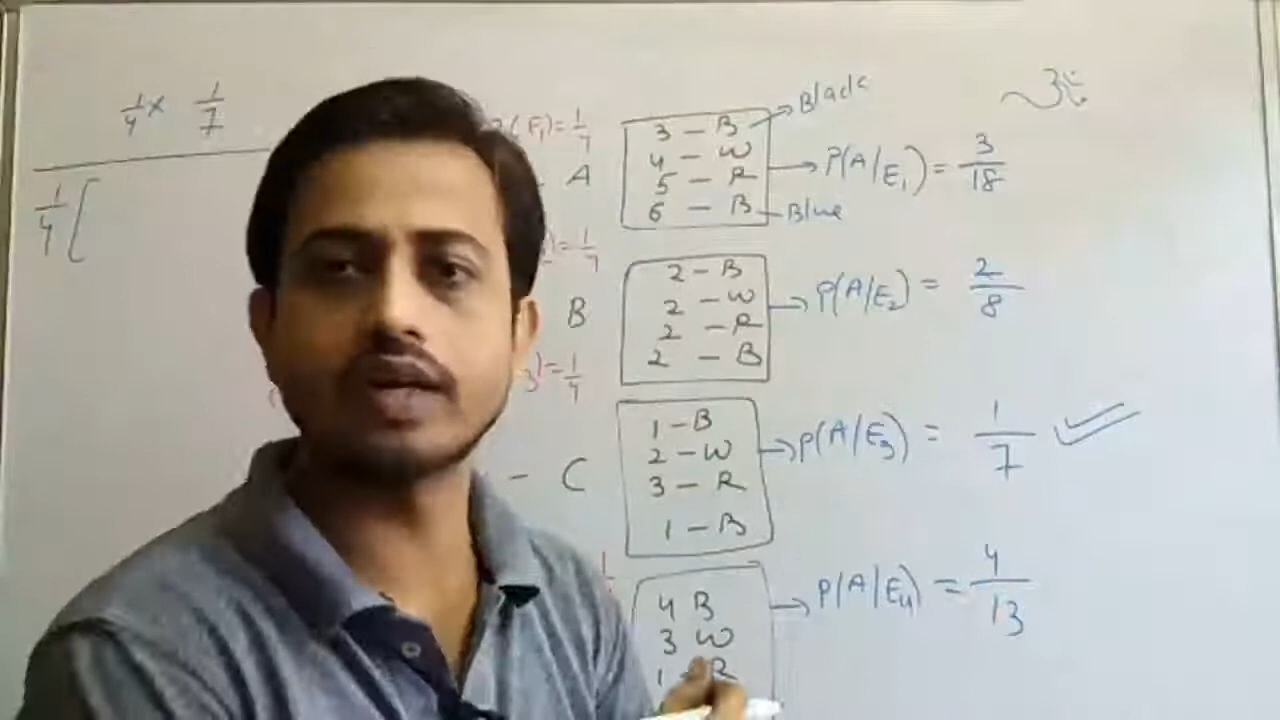 1/4 × 1/7
1/4 [
(E1) = 1/4
- A
3 - B → Black
4 - W
5 - R
6 - B - Blue
→ P(A/E1) = 3/18
= 1/4
B
2 - B
2 - W
2 - R
2 - B
→ P(A/E2) = 2/8
3) = 1/4
- C
1 - B
2 - W
3 - R
1 - B
→ P(A/E3) = 1/7
4 B
3 W
1 - R
→ P(A/E4) = 4/13